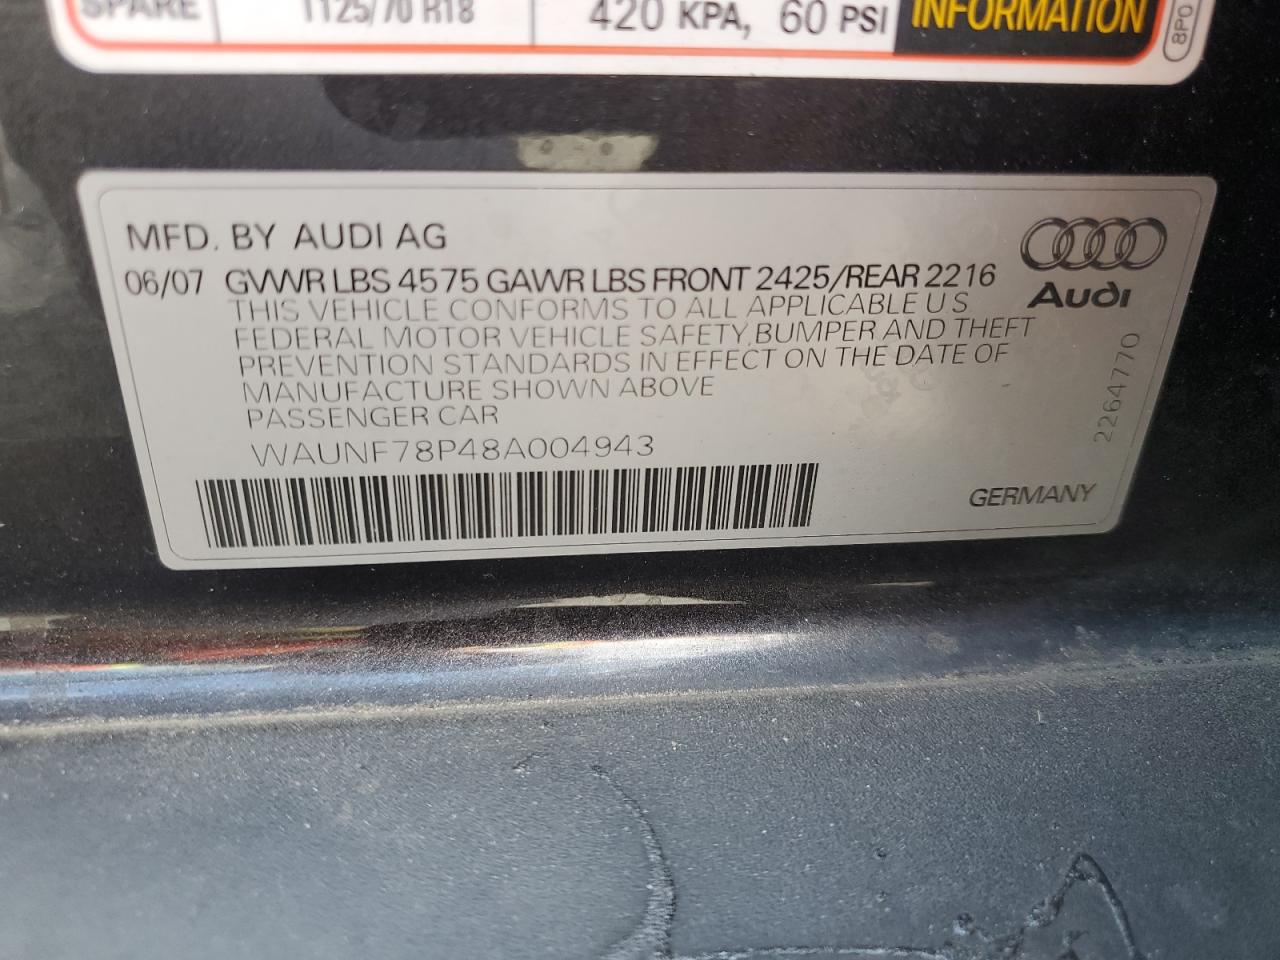 SPARE T125/70 R18 420 KPA, 60 PSI INFORMATION
8P0
MFD. BY AUDI AG
06/07 GVWR LBS 4575 GAWR LBS FRONT 2425/REAR 2216
THIS VEHICLE CONFORMS TO ALL APPLICABLE U S
FEDERAL MOTOR VEHICLE SAFETY, BUMPER AND THEFT
PREVENTION STANDARDS IN EFFECT ON THE DATE OF
MANUFACTURE SHOWN ABOVE
PASSENGER CAR
WAUNF78P48A004943
Audi
2264770
GERMANY